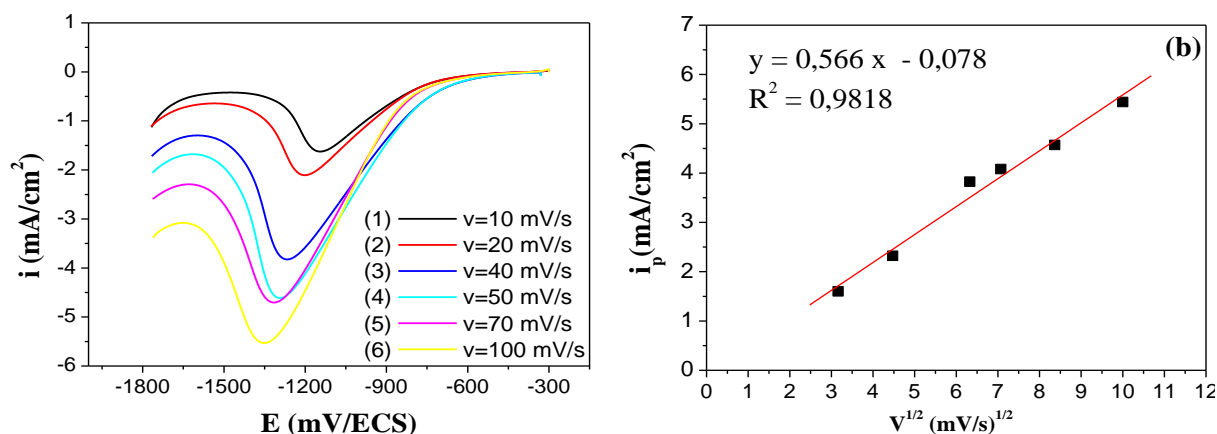 1
0
-1
-2
-3
-4
-5
-6
i (mA/cm²)
(1) v=10 mV/s
(2) v=20 mV/s
(3) v=40 mV/s
(4) v=50 mV/s
(5) v=70 mV/s
(6) v=100 mV/s
-1800 -1500 -1200 -900 -600 -300
E (mV/ECS)
(b)
y = 0,566 x - 0,078
R² = 0,9818
7
6
5
4
3
2
1
0
iₚ(mA/cm²)
0 1 2 3 4 5 6 7 8 9 10 11 12
V^1/2 (mV/s)^1/2